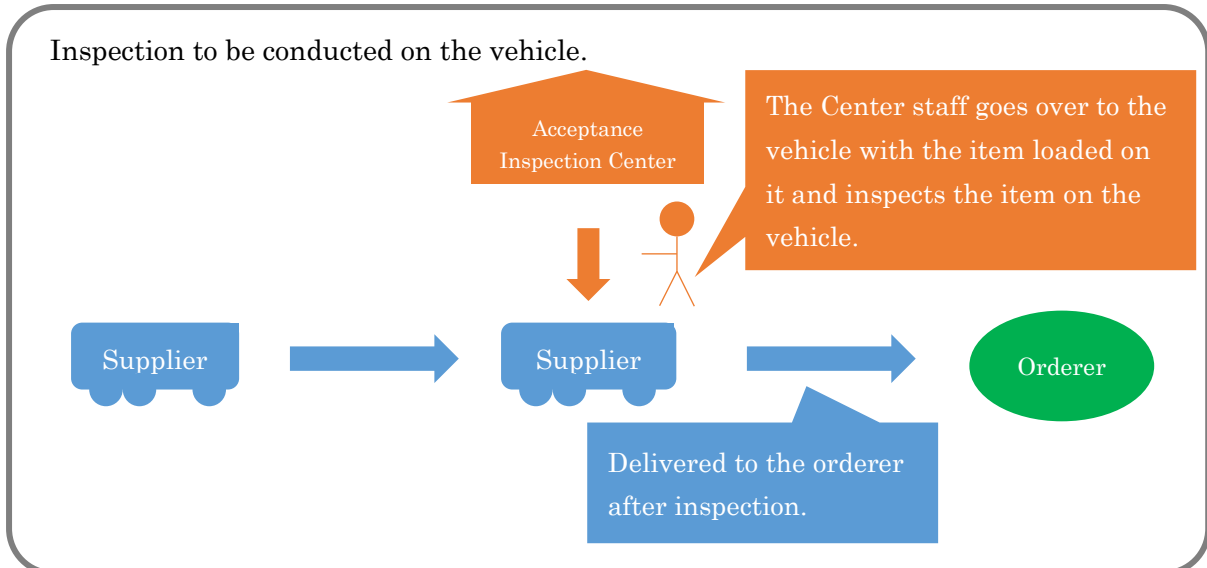 Inspection to be conducted on the vehicle.
Acceptance
Inspection Center
The Center staff goes over to the
vehicle with the item loaded on
it and inspects the item on the
vehicle.
Supplier
Supplier
Orderer
Delivered to the orderer
after inspection.